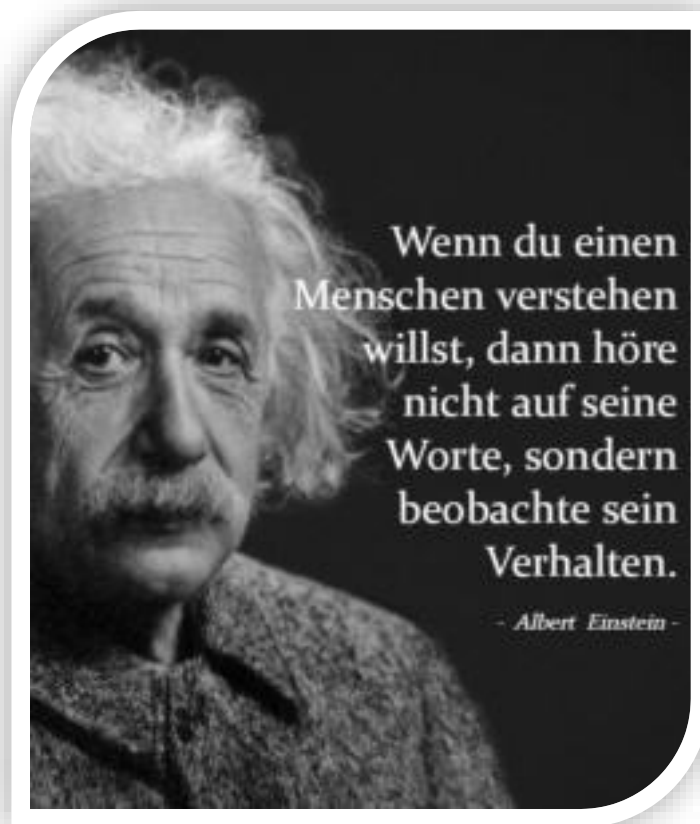 Wenn du einen
Menschen verstehen
willst, dann höre
nicht auf seine
Worte, sondern
beobachte sein
Verhalten.
- Albert Einstein -